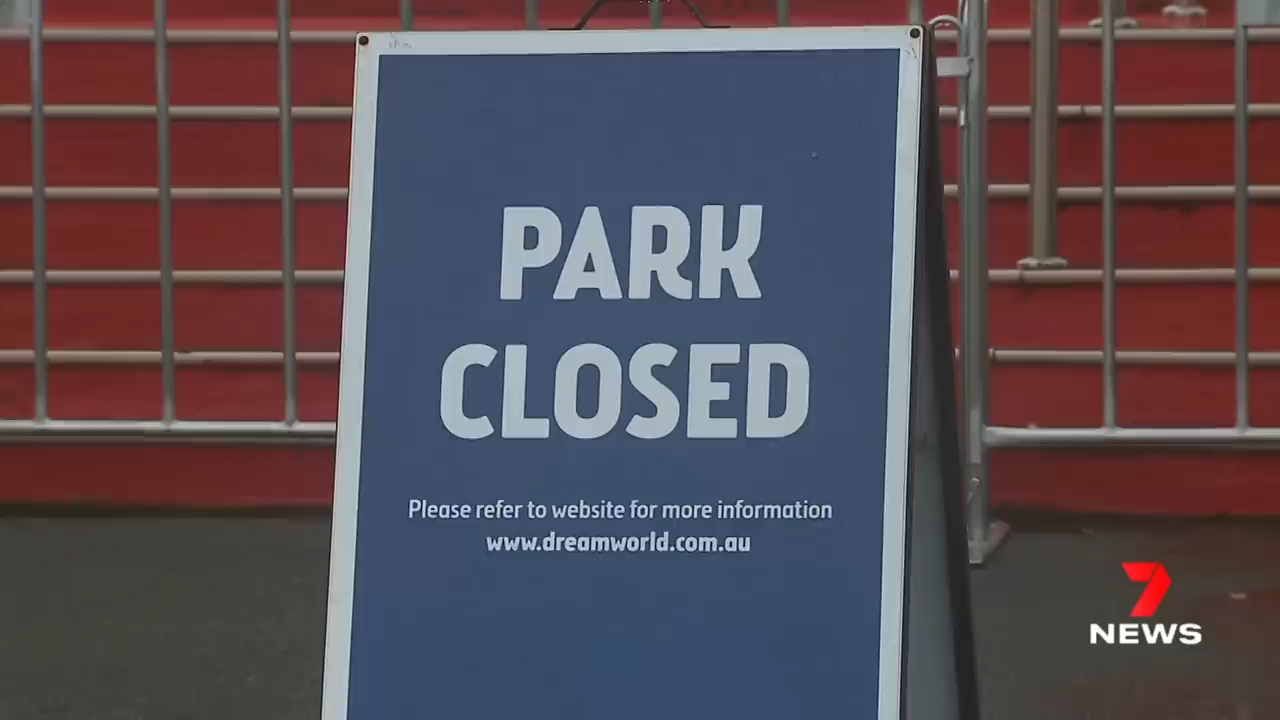 PARK
CLOSED
Please refer to website for more information
www.dreamworld.com.au
7
NEWS